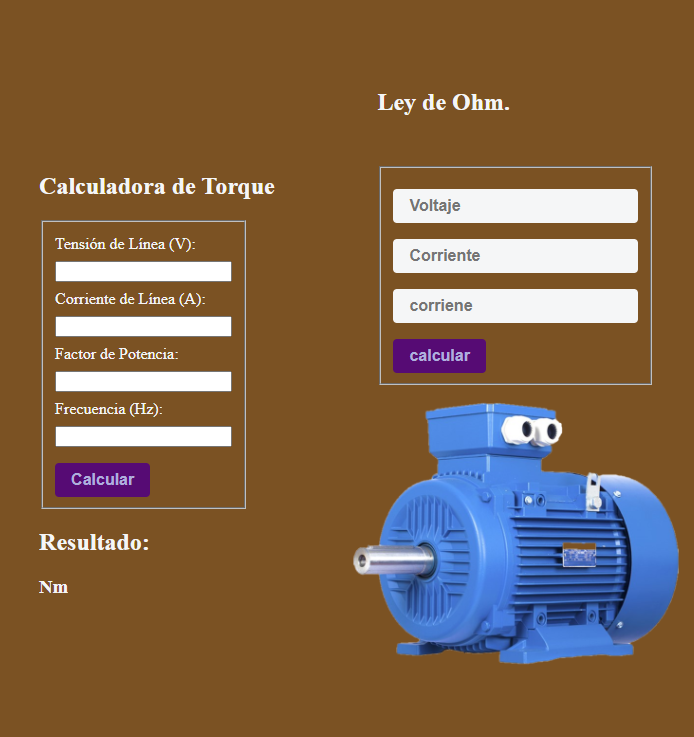 Ley de Ohm.
Voltaje
Corriente
corriene
calcular
Calculadora de Torque
Tensión de Línea (V):
Corriente de Línea (A):
Factor de Potencia:
Frecuencia (Hz):
Calcular
Resultado:
Nm